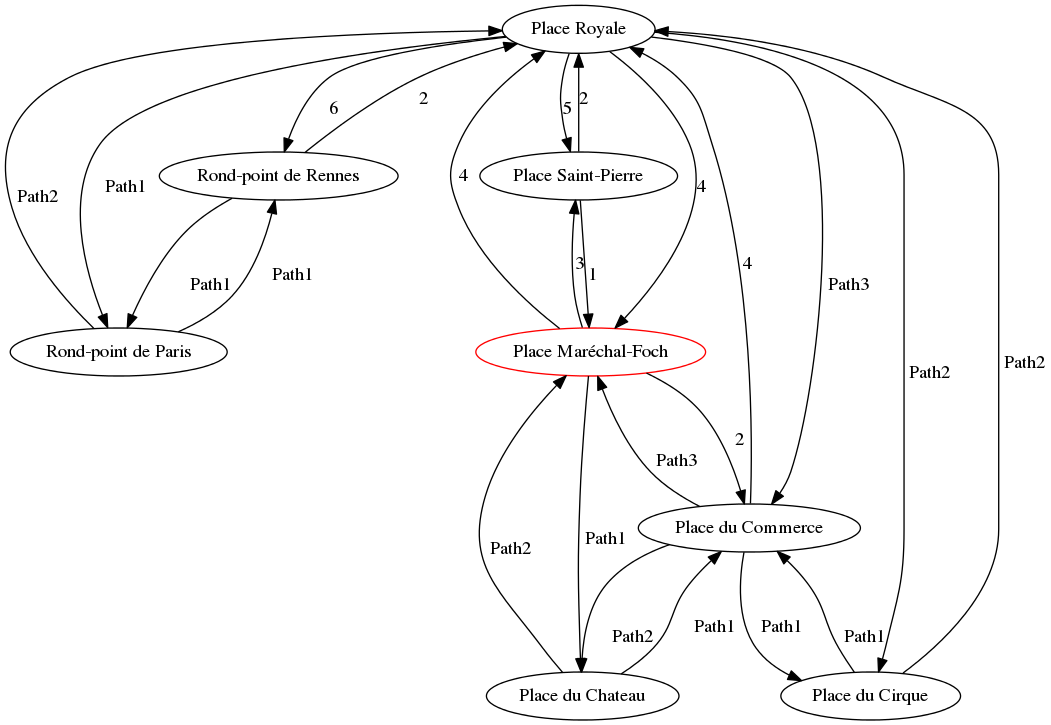 Place Royale
6
2
5
2
Rond-point de Rennes
Place Saint-Pierre
Path2
Path1
4
4
4
Path1
Path1
3
1
Path3
Rond-point de Paris
Place Maréchal-Foch
Path2
Path2
2
Path3
Place du Commerce
Path2
Path1
Path2
Path1
Path1
Path1
Place du Chateau
Place du Cirque